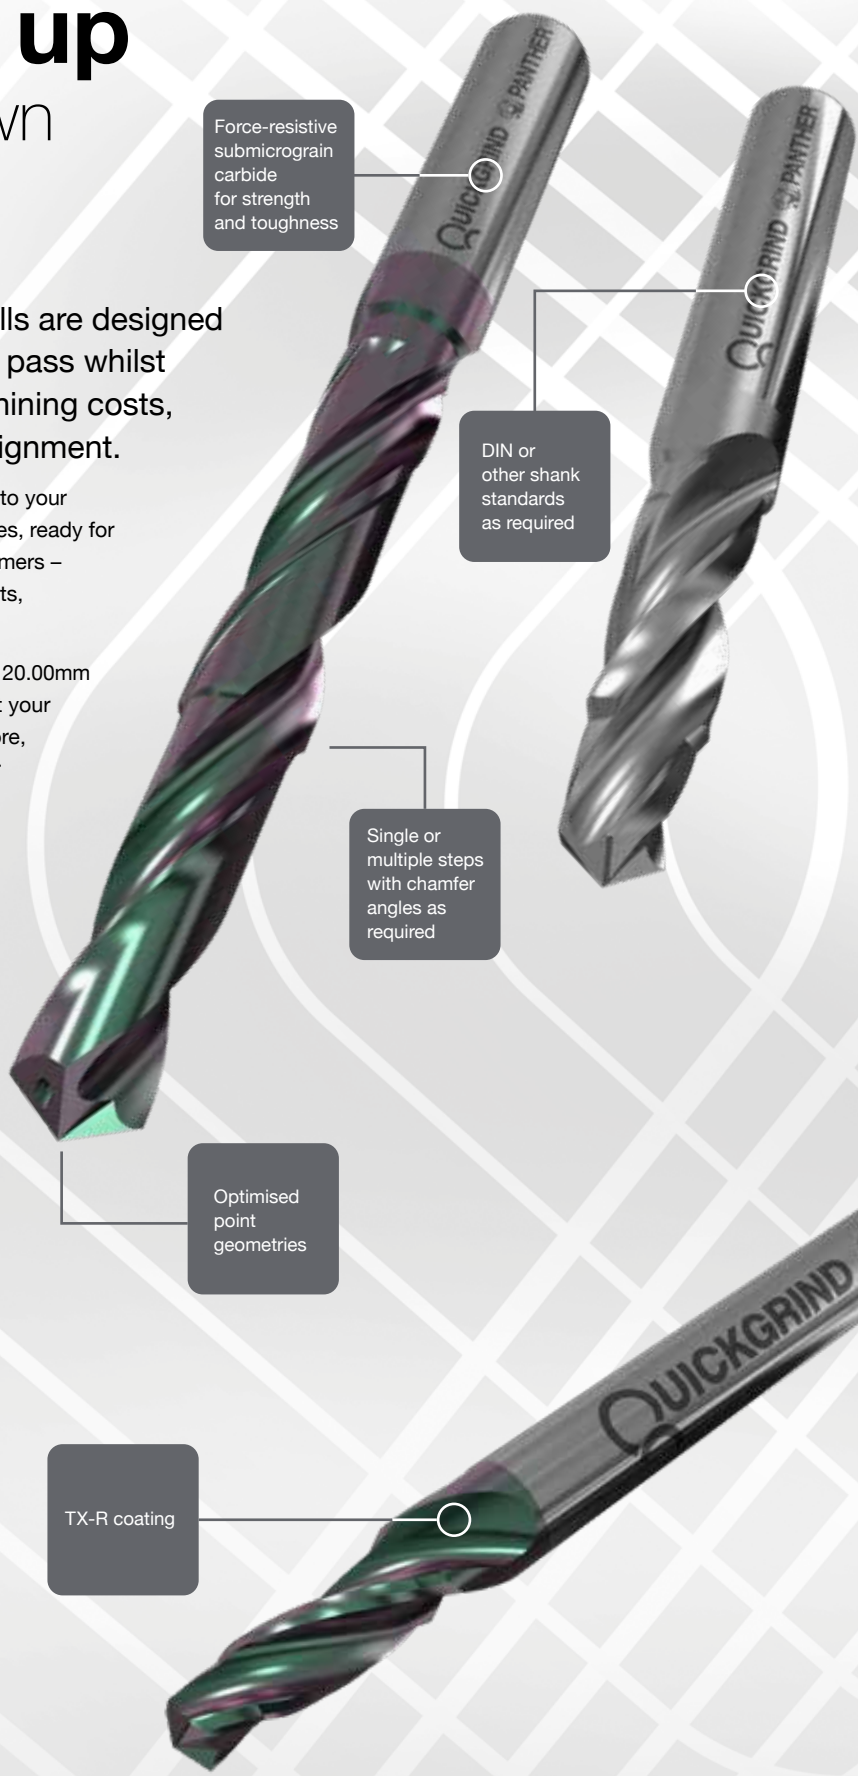 up
wn
Force-resistive
submicrograin
carbide
for strength
and toughness
QUICKGRIND PANTHER
QUICKGRIND PANTHER
lls are designed
pass whilst
ining costs,
ignment.
to your
es, ready for
mers –
ts,
20.00mm
t your
re,
DIN or
other shank
standards
as required
Single or
multiple steps
with chamfer
angles as
required
Optimised
point
geometries
QUICKGRIND
TX-R coating